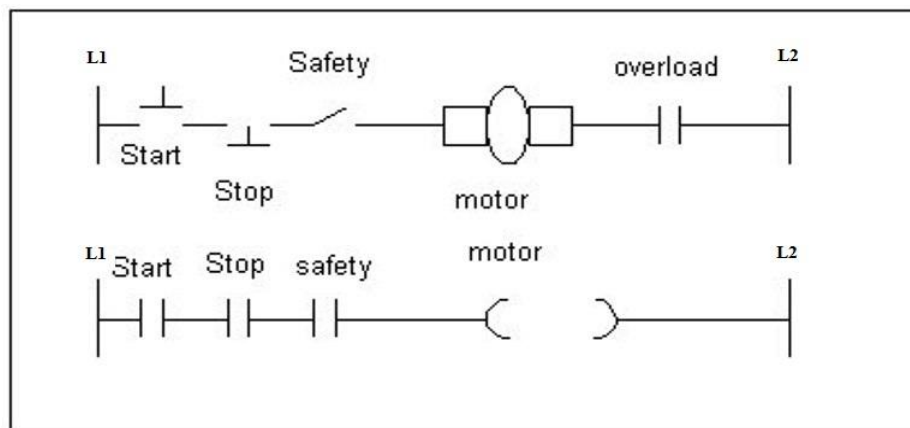 L1 Safety overload L2
Start
Stop
motor
motor
L1 Start Stop safety L2